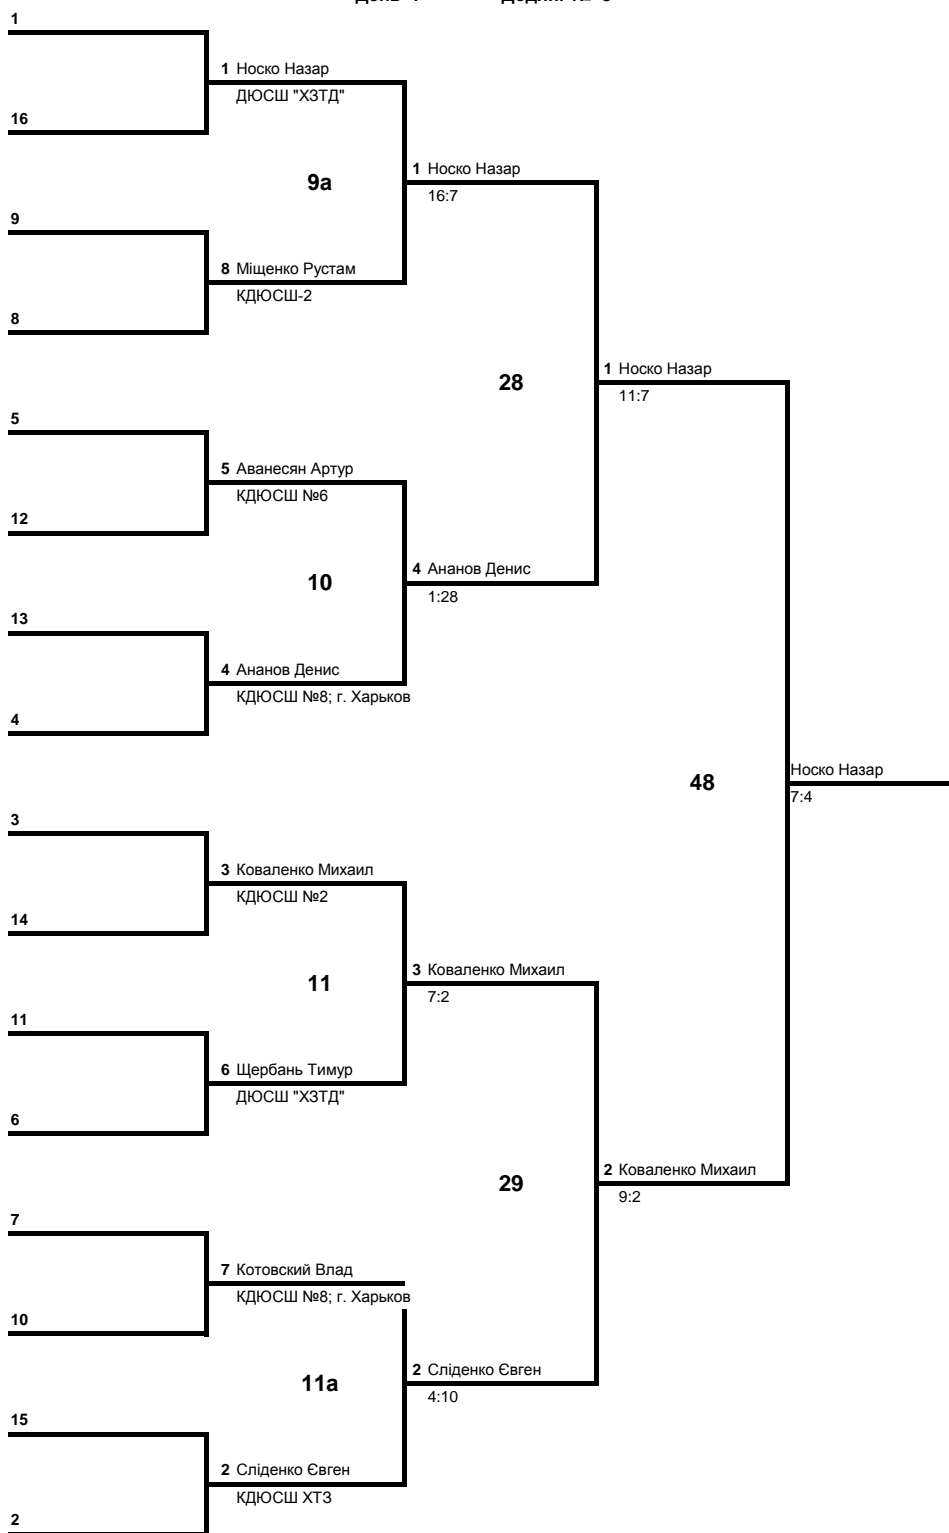 1
1 Носко Назар
ДЮСШ "ХЗТД"
16
9а
1 Носко Назар
16:7
9
8 Міщенко Рустам
КДЮСШ-2
8
28
1 Носко Назар
11:7
5
5 Аванесян Артур
КДЮСШ №6
12
10
4 Ананов Денис
1:28
13
4 Ананов Денис
КДЮСШ №8; г. Харьков
4
48
Носко Назар
7:4
3
3 Коваленко Михаил
КДЮСШ №2
14
11
3 Коваленко Михаил
7:2
11
6 Щербань Тимур
ДЮСШ "ХЗТД"
6
29
2 Коваленко Михаил
9:2
7
7 Котовский Влад
КДЮСШ №8; г. Харьков
10
11а
2 Сліденко Євген
4:10
15
2 Сліденко Євген
КДЮСШ ХТЗ
2